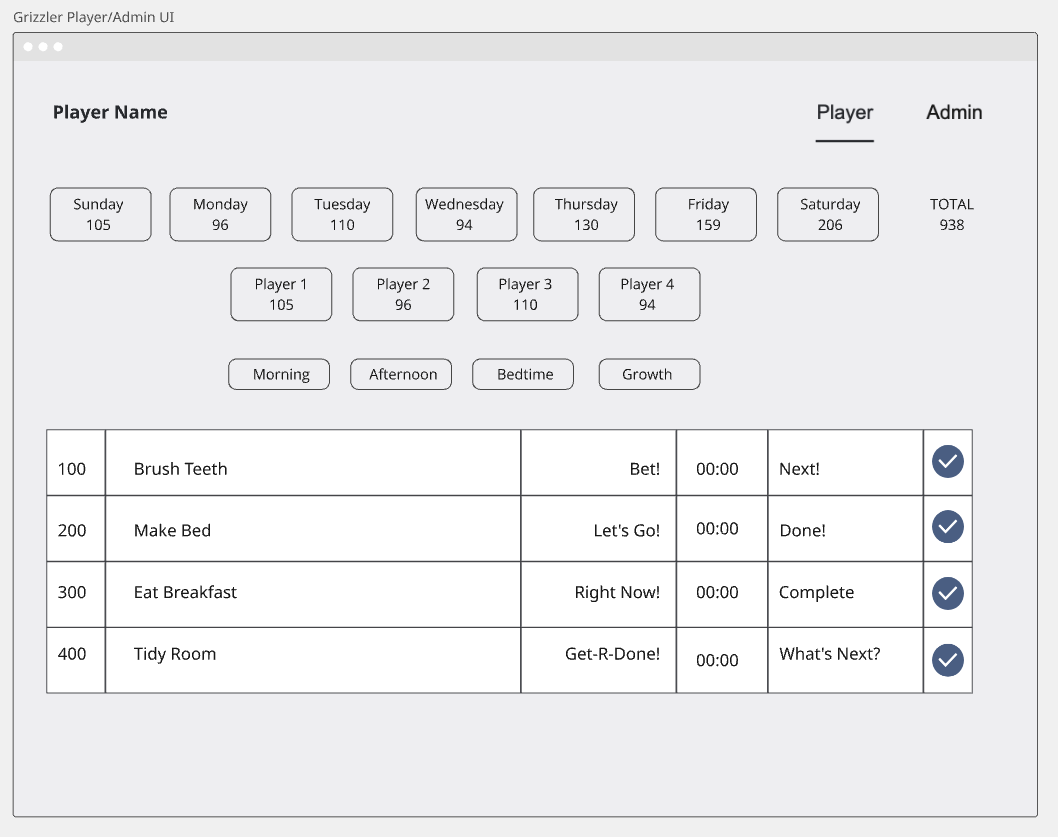 Grizzler Player/Admin UI
Player Name
Player
Admin
Sunday
105
Monday
96
Tuesday
110
Wednesday
94
Thursday
130
Friday
159
Saturday
206
TOTAL
938
Player 1
105
Player 2
96
Player 3
110
Player 4
94
Morning
Afternoon
Bedtime
Growth
100 Brush Teeth Bet! 00:00 Next!
200 Make Bed Let's Go! 00:00 Done!
300 Eat Breakfast Right Now! 00:00 Complete
400 Tidy Room Get-R-Done! 00:00 What's Next?